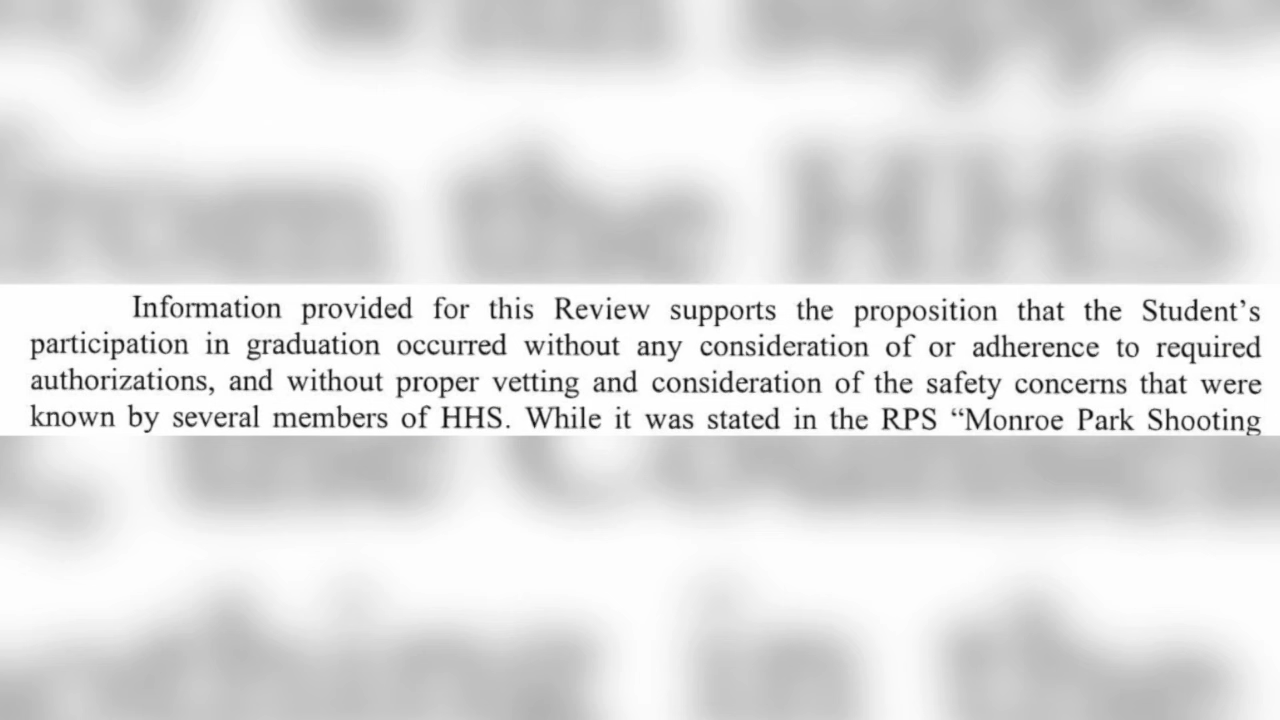 Information provided for this Review supports the proposition that the Student’s
participation in graduation occurred without any consideration of or adherence to required
authorizations, and without proper vetting and consideration of the safety concerns that were
known by several members of HHS. While it was stated in the RPS “Monroe Park Shooting